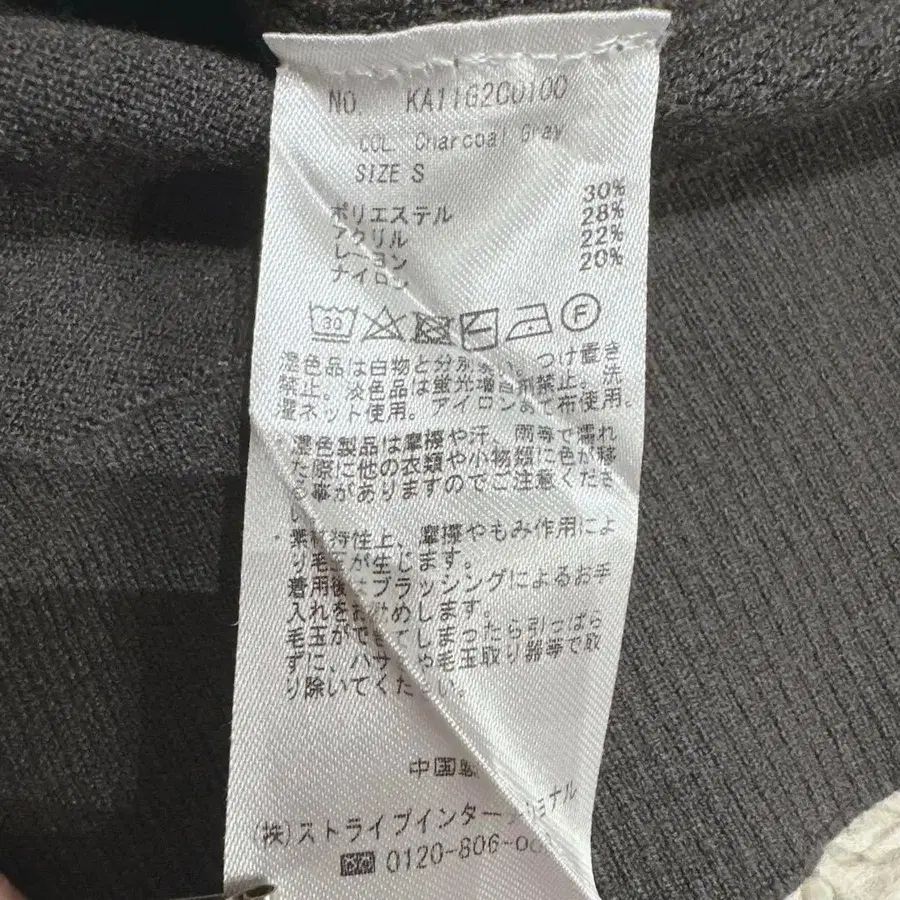 NO. KA11G2C0100
COL. Charcoal Gray
SIZE S
ポリエステル 30%
アクリル 28%
レーヨン 22%
ナイロン 20%
30 F
濃色品は白物と分別洗い。つけ置き
禁止。淡色品は蛍光増白剤禁止。洗
濯ネット使用。アイロンあて布使用。
・濃色製品は摩擦や汗、雨等で濡れ
た際に他の衣類や小物類に色が移
る事がありますのでご注意くださ
い。
・素材特性上、摩擦やもみ作用によ
り毛玉が生じます。
着用後はブラッシングによるお手
入れをお勧めします。
毛玉ができてしまったら引っぱら
ずに、ハサミや毛玉取り器等で取
り除いてください。
中国製
(株)ストライプインターナショナル
0120-806-